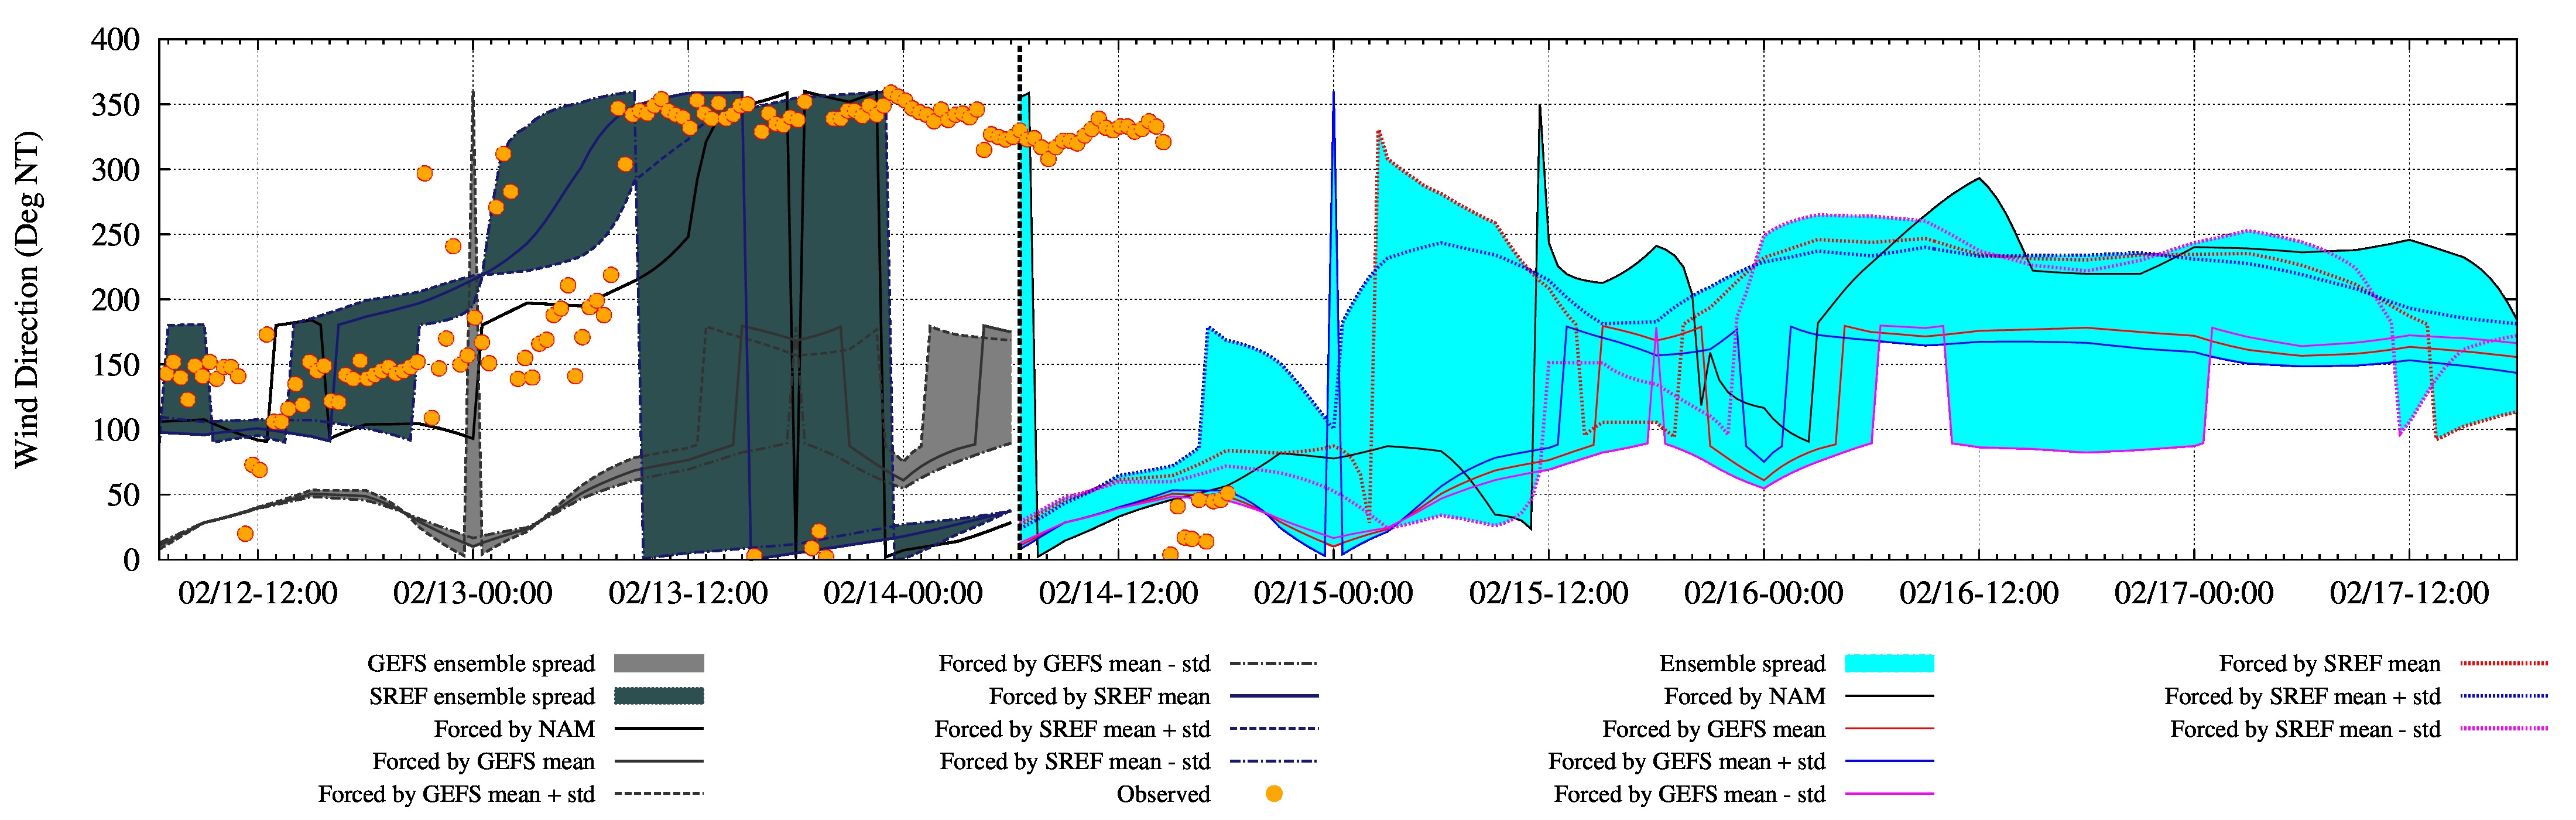 400
350
300
250
200
150
100
50
0
Wind Direction (Deg NT)
02/12-12:00 02/13-00:00 02/13-12:00 02/14-00:00 02/14-12:00 02/15-00:00 02/15-12:00 02/16-00:00 02/16-12:00 02/17-00:00 02/17-12:00
GEFS ensemble spread
SREF ensemble spread
Forced by NAM
Forced by GEFS mean
Forced by GEFS mean + std
Forced by GEFS mean - std
Forced by SREF mean
Forced by SREF mean + std
Forced by SREF mean - std
Observed
Ensemble spread
Forced by NAM
Forced by GEFS mean
Forced by GEFS mean + std
Forced by GEFS mean - std
Forced by SREF mean
Forced by SREF mean + std
Forced by SREF mean - std